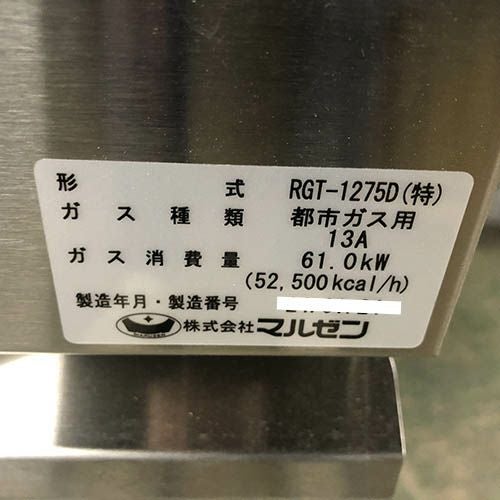 形式 RGT-1275D(特)
ガス種類 都市ガス用
13A
ガス消費量 61.0kW
(52,500kcal/h)
製造年月・製造番号
株式会社マルゼン